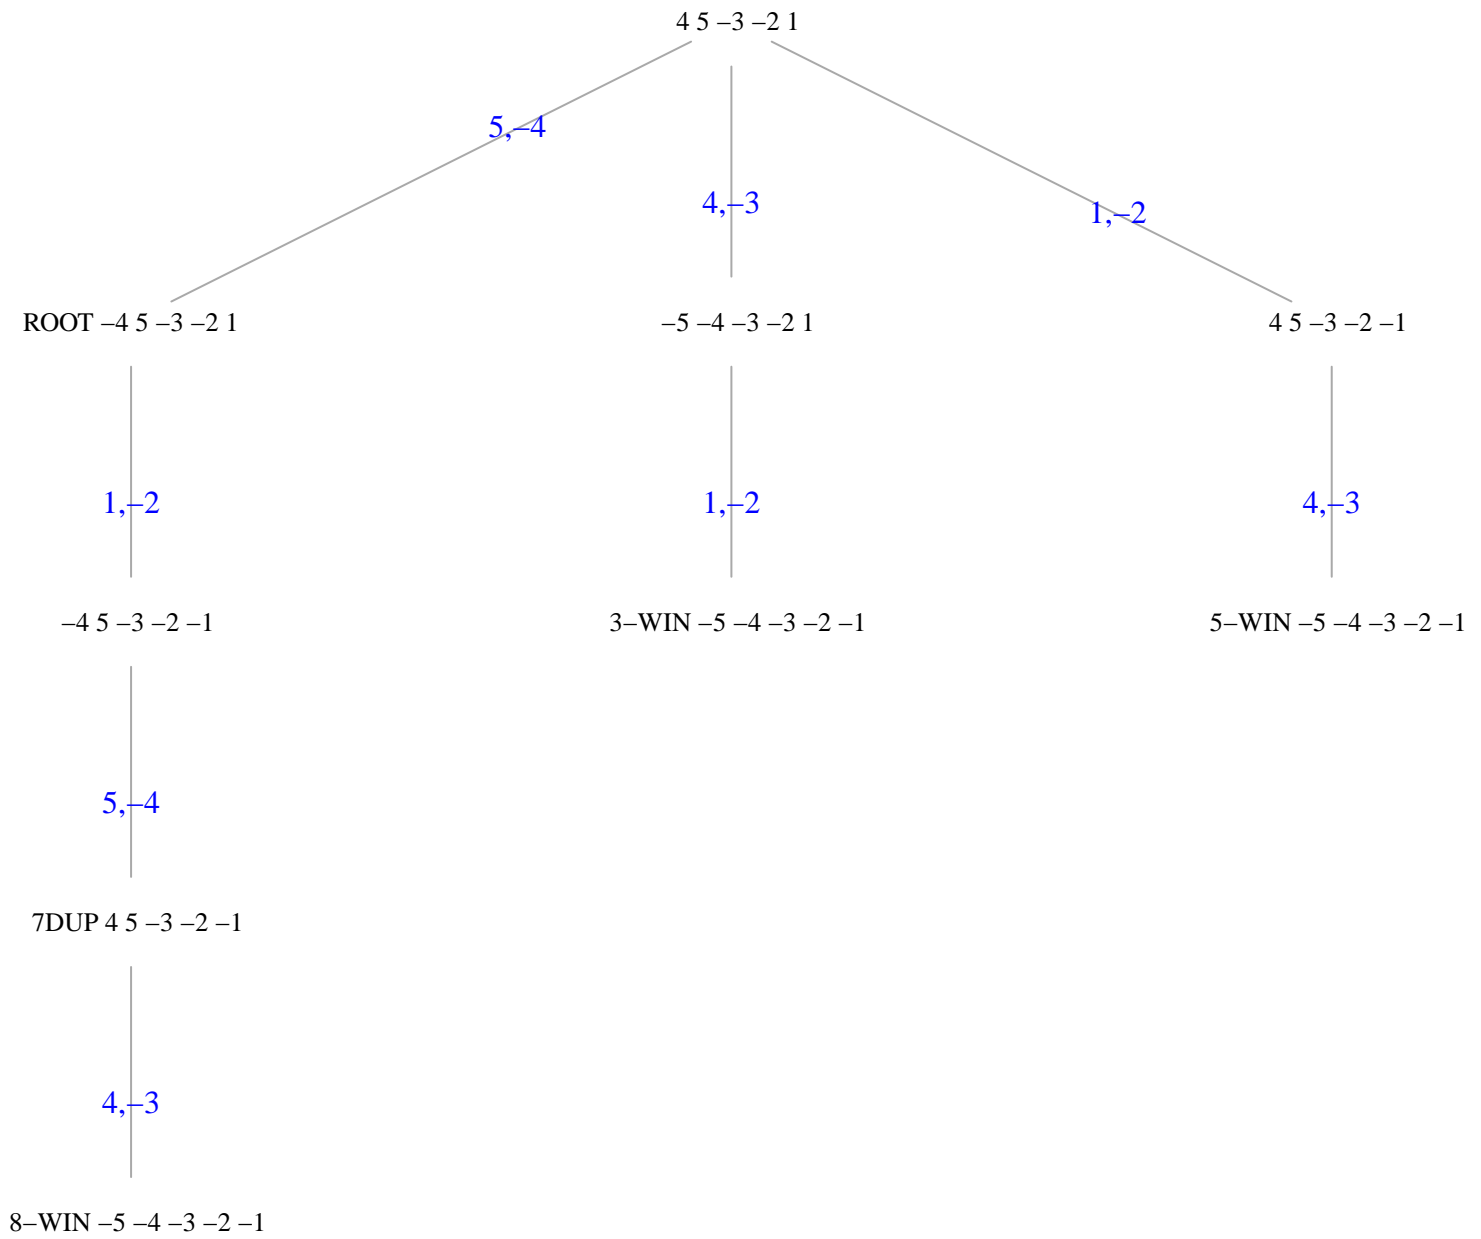 4 5 –3 –2 1
5,–4
4,–3
1,–2
ROOT –4 5 –3 –2 1
–5 –4 –3 –2 1
4 5 –3 –2 –1
1,–2
1,–2
4,–3
–4 5 –3 –2 –1
3–WIN –5 –4 –3 –2 –1
5–WIN –5 –4 –3 –2 –1
5,–4
7DUP 4 5 –3 –2 –1
4,–3
8–WIN –5 –4 –3 –2 –1